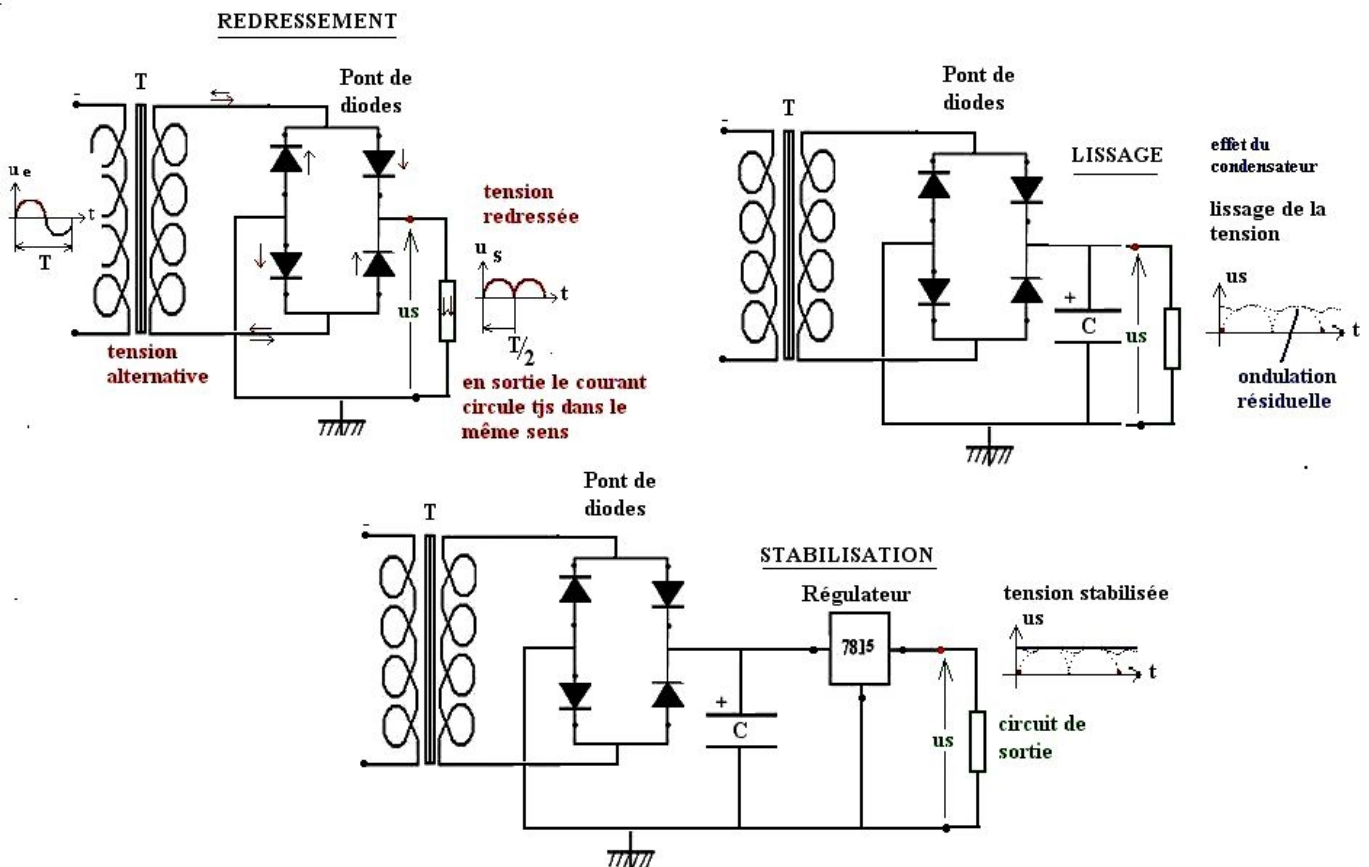 REDRESSEMENT
T
Pont de
diodes
u e
t
T
tension
alternative
tension
redressée
u s
t
T/2
us
en sortie le courant
circule tjs dans le
même sens
T
Pont de
diodes
LISSAGE
effet du
condensateur
lissage de la
tension
us
t
+
C
us
ondulation
résiduelle
T
Pont de
diodes
STABILISATION
Régulateur
7815
tension stabilisée
us
t
+
C
us
circuit de
sortie